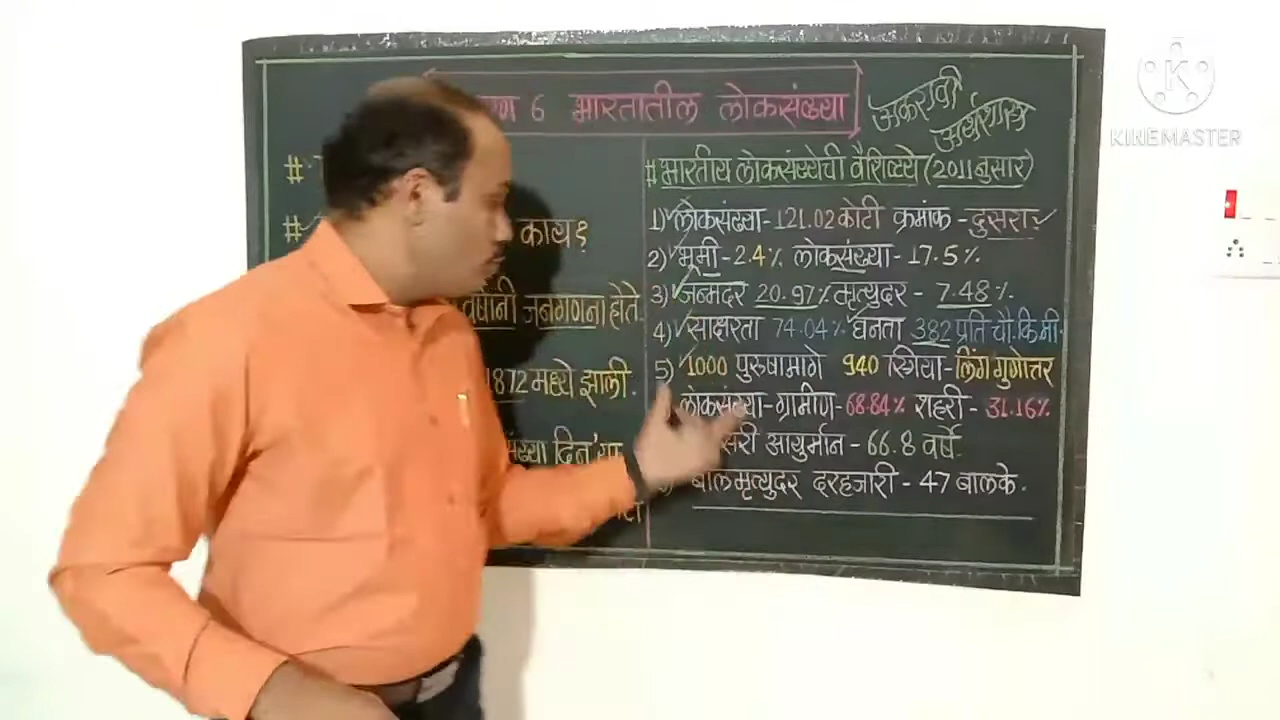 6 भारतातील लोकसंख्या
अकरावी
अर्थशास्त्र
KINEMASTER
#
# काय?
वर्षांनी जनगणना होते.
1872 मध्ये झाली.
# भारतीय लोकसंख्येची वैशिष्ट्ये (2011 नुसार)
1) लोकसंख्या - 121.02 कोटी क्रमांक - दुसरा
2) भूमी - 2.4% लोकसंख्या - 17.5%
3) जन्मदर 20.97% मृत्युदर - 7.48%
4) साक्षरता 74.04% घनता 382 प्रति चौ. कि.मी.
5) 1000 पुरुषामागे 940 स्त्रिया - लिंग गुणोत्तर
लोकसंख्या - ग्रामीण - 68.84% शहरी - 31.16%
आयुर्मान - 66.8 वर्षे.
बालमृत्युदर दरहजारी - 47 बालके.